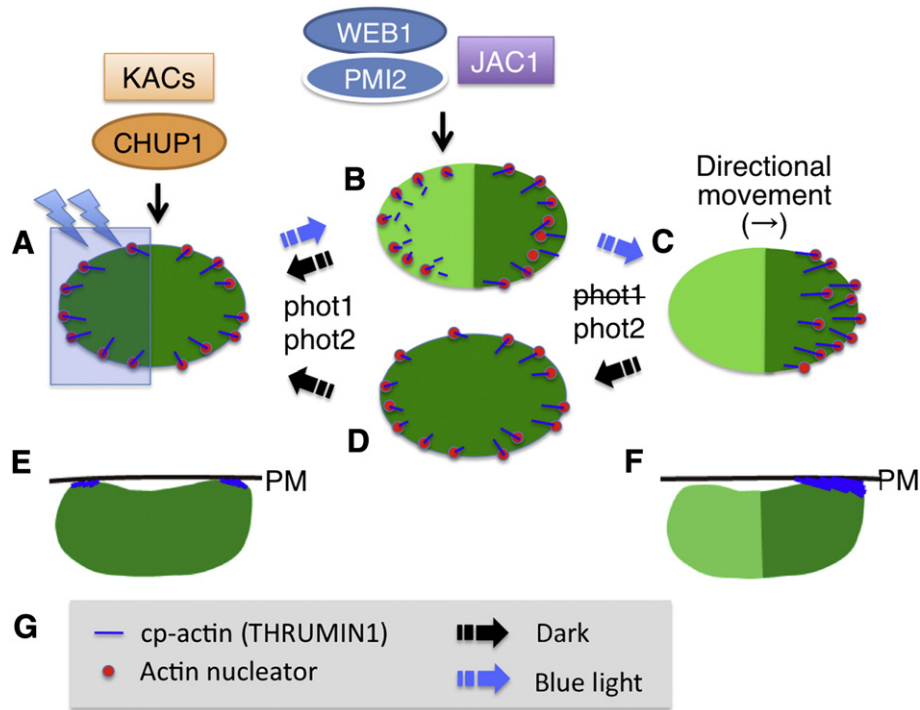 WEB1
PMI2
JAC1
KACs
CHUP1
A
B
C
Directional
movement
(→)
phot1
phot2
phot1
phot2
D
E
PM
F
PM
G
cp-actin (THRUMIN1)
Dark
Actin nucleator
Blue light